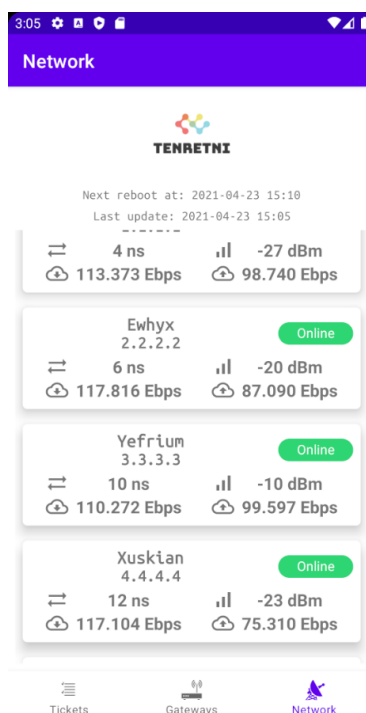 3:05
Network
TENRETNI
Next reboot at: 2021-04-23 15:10
Last update: 2021-04-23 15:05
4 ns -27 dBm
113.373 Ebps 98.740 Ebps
Ewhyx
2.2.2.2
Online
6 ns -20 dBm
117.816 Ebps 87.090 Ebps
Yefrium
3.3.3.3
Online
10 ns -10 dBm
110.272 Ebps 99.597 Ebps
Xuskian
4.4.4.4
Online
12 ns -23 dBm
117.104 Ebps 75.310 Ebps
Tickets Gateways Network